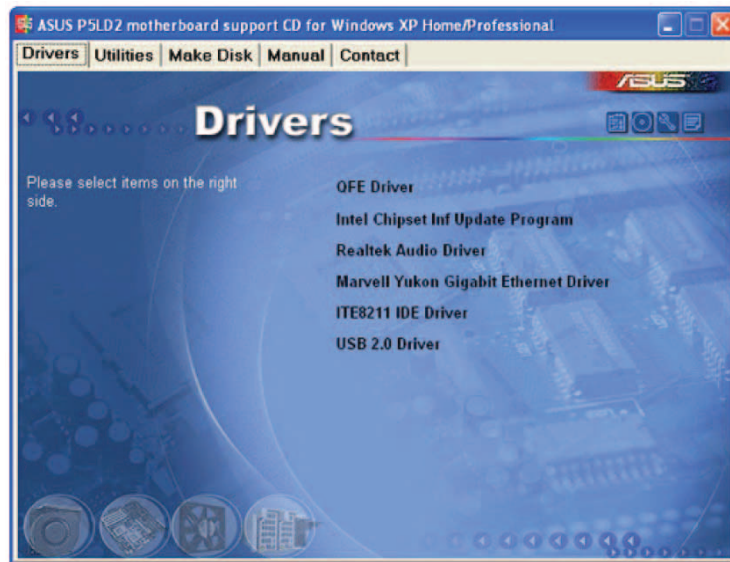 ASUS P5LD2 motherboard support CD for Windows XP Home/Professional
Drivers Utilities Make Disk Manual Contact
ASUS
Drivers
Please select items on the right
side.
QFE Driver
Intel Chipset Inf Update Program
Realtek Audio Driver
Marvell Yukon Gigabit Ethernet Driver
ITE8211 IDE Driver
USB 2.0 Driver